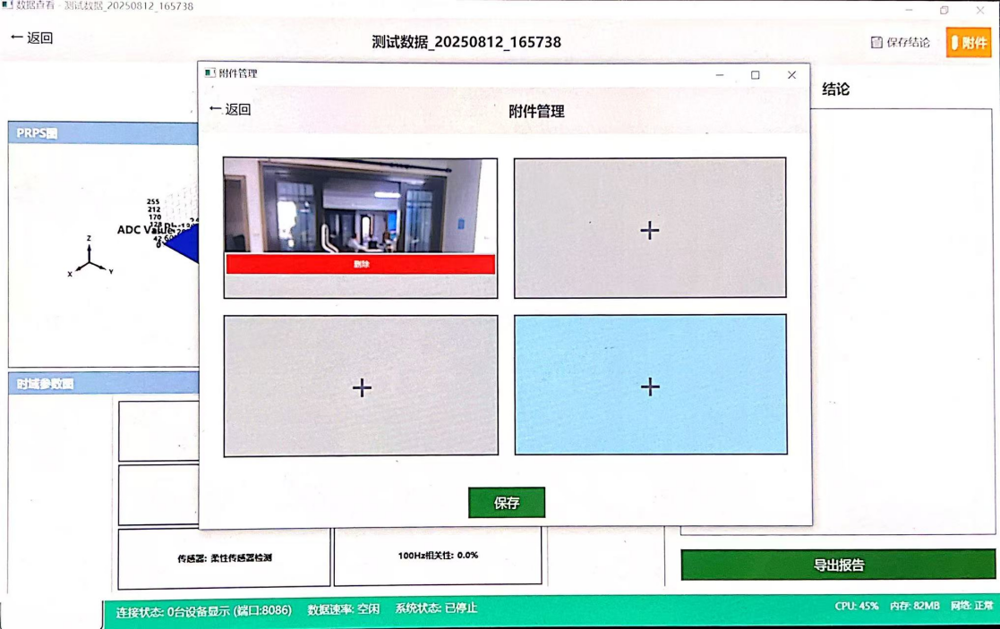 数据查看 - 测试数据_20250812_165738
← 返回
测试数据_20250812_165738
保存结论
附件
附件管理
← 返回
附件管理
结论
PRPS图
255
212
170
ADC
Z
X
Y
删除
+
+
+
时域参数图
保存
传感器: 柔性传感器检测
100Hz相关性: 0.0%
导出报告
连接状态: 0台设备显示 (端口:8086) 数据速率: 空闲 系统状态: 已停止
CPU: 45% 内存: 82MB 网络: 正常